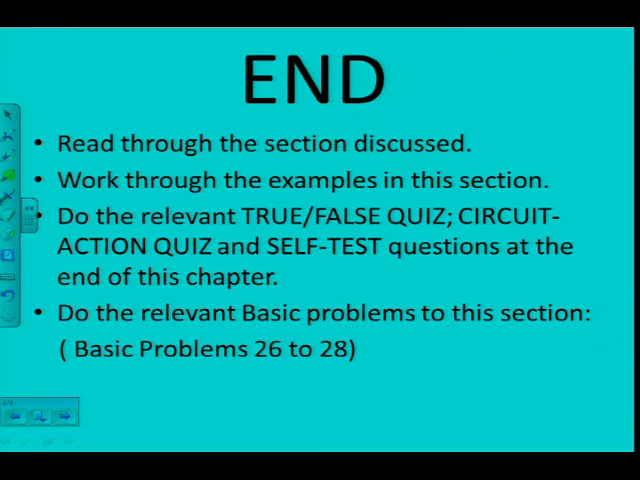 END
• Read through the section discussed.
• Work through the examples in this section.
• Do the relevant TRUE/FALSE QUIZ; CIRCUIT-
ACTION QUIZ and SELF-TEST questions at the
end of this chapter.
• Do the relevant Basic problems to this section:
( Basic Problems 26 to 28)